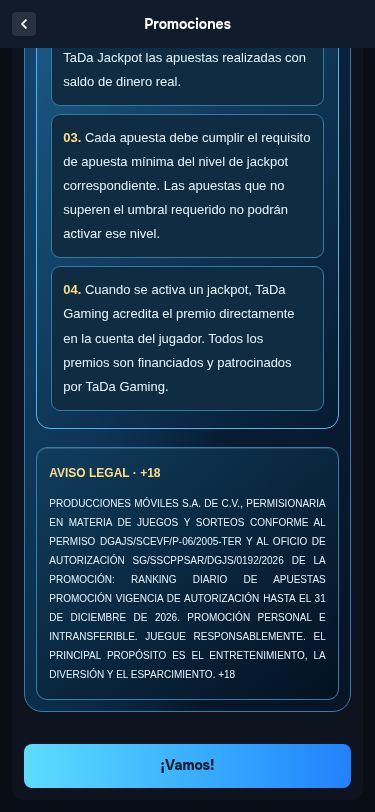 Promociones
TaDa Jackpot las apuestas realizadas con
saldo de dinero real.
03. Cada apuesta debe cumplir el requisito
de apuesta mínima del nivel de jackpot
correspondiente. Las apuestas que no
superen el umbral requerido no podrán
activar ese nivel.
04. Cuando se activa un jackpot, TaDa
Gaming acredita el premio directamente
en la cuenta del jugador. Todos los
premios son financiados y patrocinados
por TaDa Gaming.
AVISO LEGAL · +18
PRODUCCIONES MÓVILES S.A. DE C.V., PERMISIONARIA
EN MATERIA DE JUEGOS Y SORTEOS CONFORME AL
PERMISO DGAJS/SCEVF/P-06/2005-TER Y AL OFICIO DE
AUTORIZACIÓN SG/SSCPPSAR/DGJS/0192/2026 DE LA
PROMOCIÓN: RANKING DIARIO DE APUESTAS
PROMOCIÓN VIGENCIA DE AUTORIZACIÓN HASTA EL 31
DE DICIEMBRE DE 2026. PROMOCIÓN PERSONAL E
INTRANSFERIBLE. JUEGUE RESPONSABLEMENTE. EL
PRINCIPAL PROPÓSITO ES EL ENTRETENIMIENTO, LA
DIVERSIÓN Y EL ESPARCIMIENTO. +18
¡Vamos!